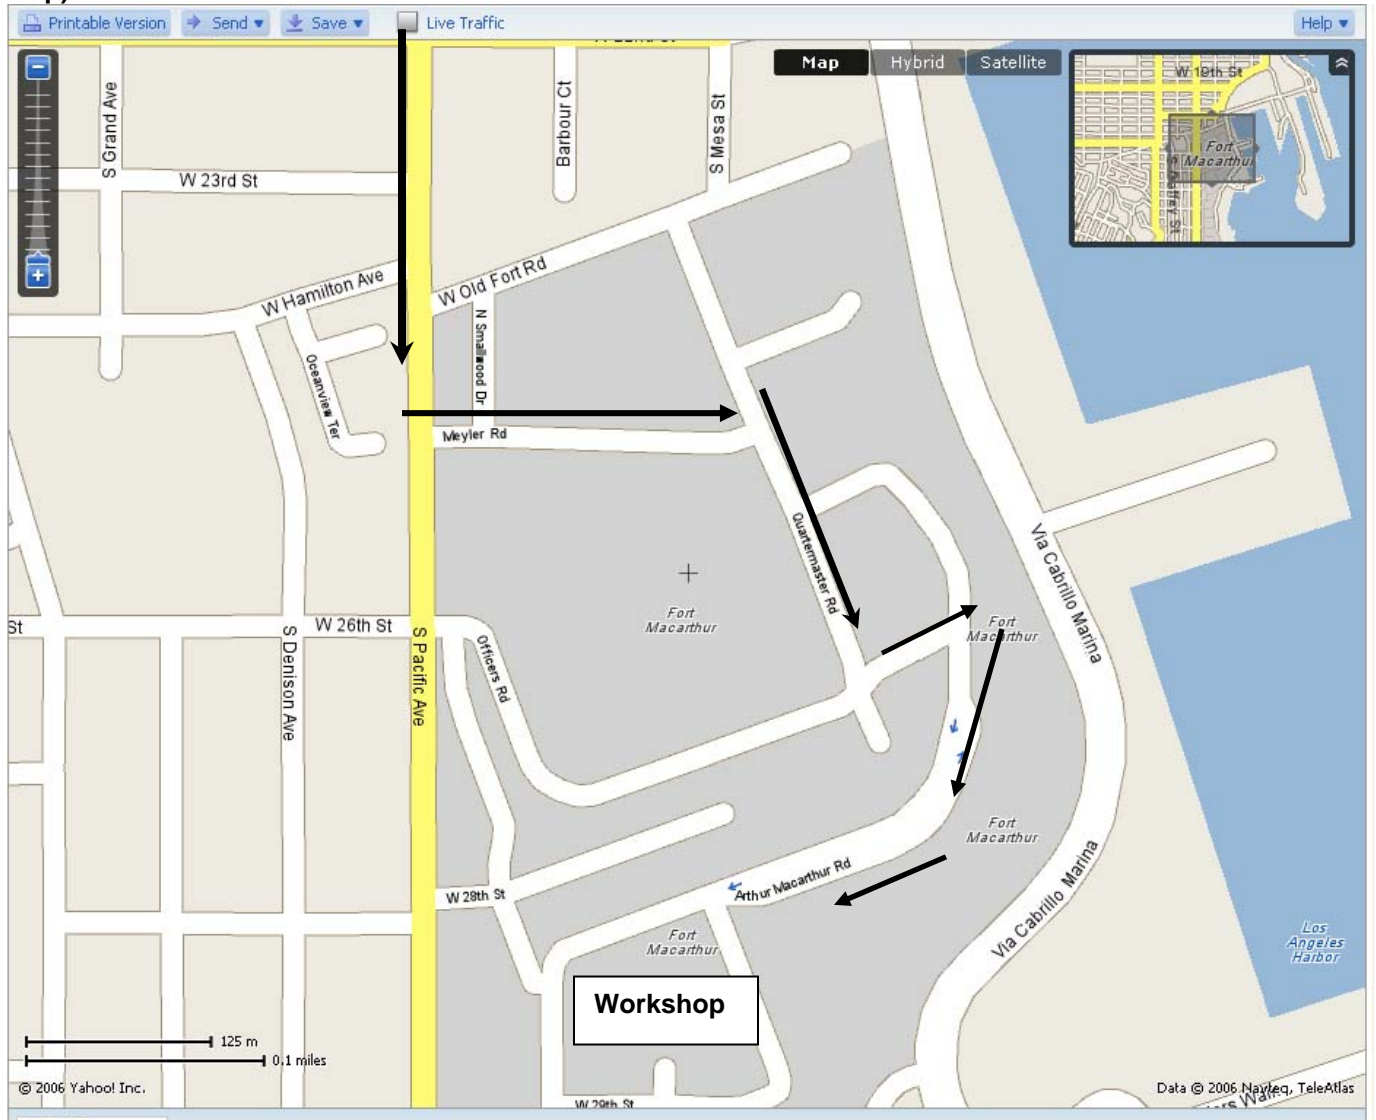 Printable Version
Send
Save
Live Traffic
Help
Map
Hybrid
Satellite
W 19th St
Fort
Macarthur
S Gaffey St
S Grand Ave
Barbour Ct
S Mesa St
W 22nd St
W 23rd St
W Hamilton Ave
W Old Fort Rd
N Smallwood Dr
Oceanview Ter
Meyler Rd
Quartermaster Rd
Via Cabrillo Marina
Fort
Macarthur
Fort
Macarthur
St
W 26th St
S Denison Ave
S Pacific Ave
Officers Rd
Fort
Macarthur
Arthur Macarthur Rd
W 28th St
Via Cabrillo Marina
Fort
Macarthur
Los
Angeles
Harbor
Workshop
125 m
0.1 miles
© 2006 Yahoo! Inc.
W 29th St
Data © 2006 Navteq, TeleAtlas